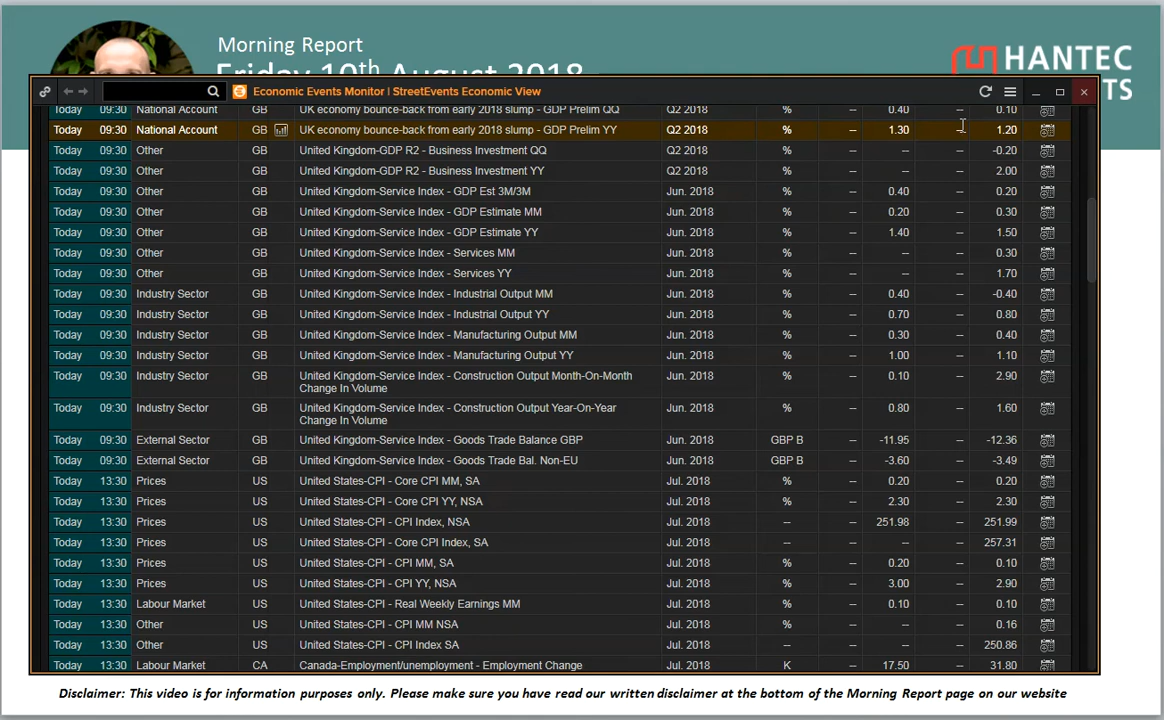 Morning Report
Friday 10th August 2018
HANTEC
TS
Economic Events Monitor | StreetEvents Economic View
Today 09:30 National Account GB UK economy bounce-back from early 2018 slump - GDP Prelim QQ Q2 2018 % -- 0.40 -- 0.10
Today 09:30 National Account GB UK economy bounce-back from early 2018 slump - GDP Prelim YY Q2 2018 % -- 1.30 -- 1.20
Today 09:30 Other GB United Kingdom-GDP R2 - Business Investment QQ Q2 2018 % -- -- -- -0.20
Today 09:30 Other GB United Kingdom-GDP R2 - Business Investment YY Q2 2018 % -- -- -- 2.00
Today 09:30 Other GB United Kingdom-Service Index - GDP Est 3M/3M Jun. 2018 % -- 0.40 -- 0.20
Today 09:30 Other GB United Kingdom-Service Index - GDP Estimate MM Jun. 2018 % -- 0.20 -- 0.30
Today 09:30 Other GB United Kingdom-Service Index - GDP Estimate YY Jun. 2018 % -- 1.40 -- 1.50
Today 09:30 Other GB United Kingdom-Service Index - Services MM Jun. 2018 % -- -- -- 0.30
Today 09:30 Other GB United Kingdom-Service Index - Services YY Jun. 2018 % -- -- -- 1.70
Today 09:30 Industry Sector GB United Kingdom-Service Index - Industrial Output MM Jun. 2018 % -- 0.40 -- -0.40
Today 09:30 Industry Sector GB United Kingdom-Service Index - Industrial Output YY Jun. 2018 % -- 0.70 -- 0.80
Today 09:30 Industry Sector GB United Kingdom-Service Index - Manufacturing Output MM Jun. 2018 % -- 0.30 -- 0.40
Today 09:30 Industry Sector GB United Kingdom-Service Index - Manufacturing Output YY Jun. 2018 % -- 1.00 -- 1.10
Today 09:30 Industry Sector GB United Kingdom-Service Index - Construction Output Month-On-Month Jun. 2018 % -- 0.10 -- 2.90
Change In Volume
Today 09:30 Industry Sector GB United Kingdom-Service Index - Construction Output Year-On-Year Jun. 2018 % -- 0.80 -- 1.60
Change In Volume
Today 09:30 External Sector GB United Kingdom-Service Index - Goods Trade Balance GBP Jun. 2018 GBP B -- -11.95 -- -12.36
Today 09:30 External Sector GB United Kingdom-Service Index - Goods Trade Bal. Non-EU Jun. 2018 GBP B -- -3.60 -- -3.49
Today 13:30 Prices US United States-CPI - Core CPI MM, SA Jul. 2018 % -- 0.20 -- 0.20
Today 13:30 Prices US United States-CPI - Core CPI YY, NSA Jul. 2018 % -- 2.30 -- 2.30
Today 13:30 Prices US United States-CPI - CPI Index, NSA Jul. 2018 -- -- 251.98 -- 251.99
Today 13:30 Prices US United States-CPI - Core CPI Index, SA Jul. 2018 -- -- -- -- 257.31
Today 13:30 Prices US United States-CPI - CPI MM, SA Jul. 2018 % -- 0.20 -- 0.10
Today 13:30 Prices US United States-CPI - CPI YY, NSA Jul. 2018 % -- 3.00 -- 2.90
Today 13:30 Labour Market US United States-CPI - Real Weekly Earnings MM Jul. 2018 % -- 0.10 -- 0.10
Today 13:30 Other US United States-CPI - CPI MM NSA Jul. 2018 % -- -- -- 0.16
Today 13:30 Other US United States-CPI - CPI Index SA Jul. 2018 -- -- -- -- 250.86
Today 13:30 Labour Market CA Canada-Employment/unemployment - Employment Change Jul. 2018 K -- 17.50 -- 31.80
Disclaimer: This video is for information purposes only. Please make sure you have read our written disclaimer at the bottom of the Morning Report page on our website